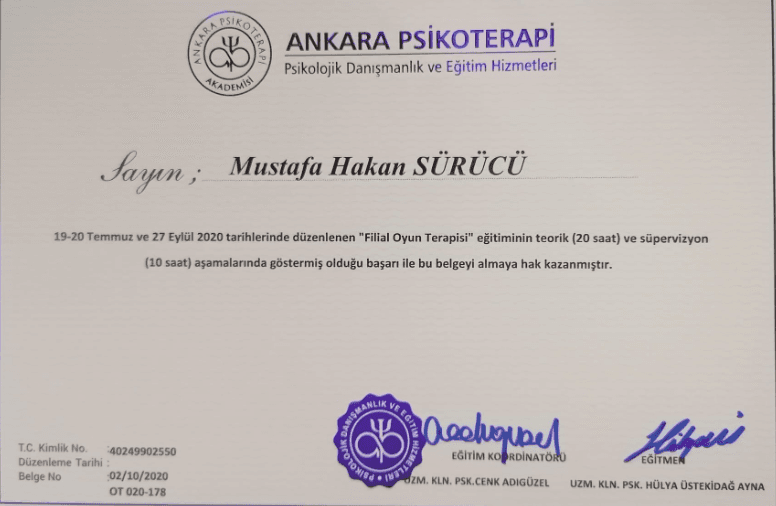 ANKARA PSİKOTERAPİ
AKADEMİSİ
ANKARA PSİKOTERAPİ
Psikolojik Danışmanlık ve Eğitim Hizmetleri
Sayın ; Mustafa Hakan SÜRÜCÜ
19-20 Temmuz ve 27 Eylül 2020 tarihlerinde düzenlenen "Filial Oyun Terapisi" eğitiminin teorik (20 saat) ve süpervizyon
(10 saat) aşamalarında göstermiş olduğu başarı ile bu belgeyi almaya hak kazanmıştır.
PSİKOLOJİK DANIŞMANLIK VE EĞİTİM HİZMETLERİ
T.C. Kimlik No. :40249902550
Düzenleme Tarihi :
Belge No :02/10/2020
OT 020-178
EĞİTİM KOORDİNATÖRÜ
UZM. KLN. PSK.CENK ADIGÜZEL
EĞİTMEN
UZM. KLN. PSK. HÜLYA ÜSTEKİDAĞ AYNA